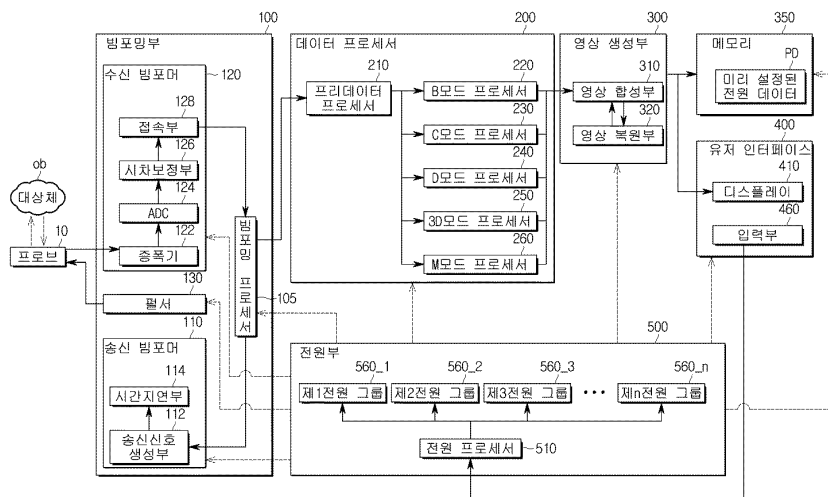 100
빔포밍부
수신 빔포머
120
128
접속부
126
시차보정부
124
ADC
122
증폭기
ob
대상체
10
프로브
130
펄서
110
송신 빔포머
114
시간지연부
112
송신신호
생성부
빔포밍 프로세서
105
200
데이터 프로세서
210
프리데이터
프로세서
220
B모드 프로세서
230
C모드 프로세서
240
D모드 프로세서
250
3D모드 프로세서
260
M모드 프로세서
300
영상 생성부
310
영상 합성부
320
영상 복원부
350
메모리
PD
미리 설정된
전원 데이터
400
유저 인터페이스
410
디스플레이
460
입력부
500
전원부
560_1
제1전원 그룹
560_2
제2전원 그룹
560_3
제3전원 그룹
•••
560_n
제n전원 그룹
전원 프로세서
510